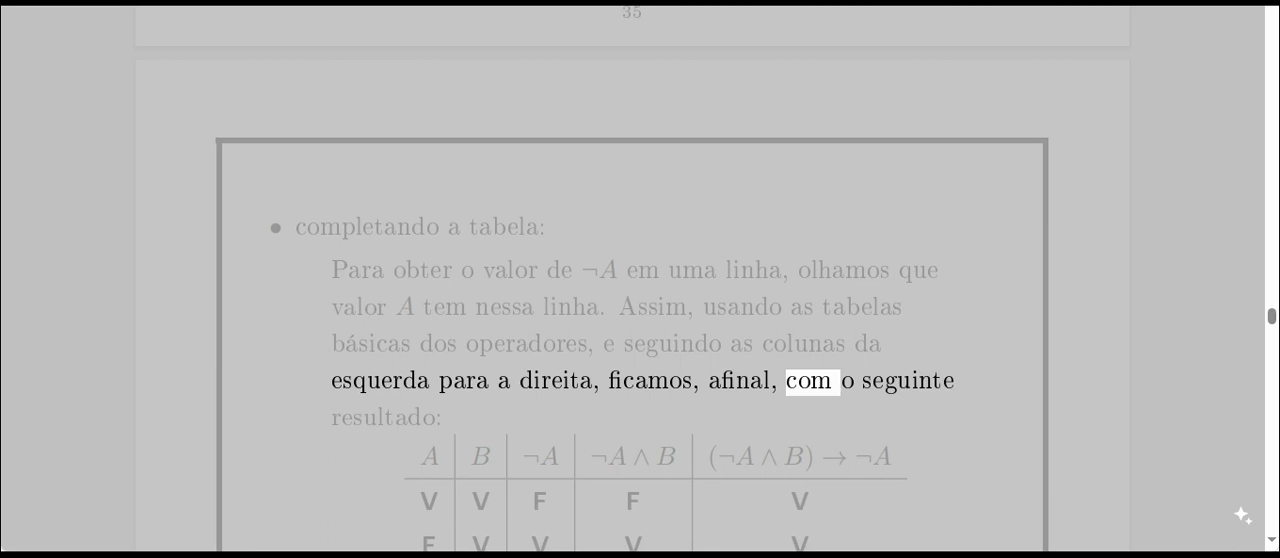 35
• completando a tabela:
Para obter o valor de ¬A em uma linha, olhamos que
valor A tem nessa linha. Assim, usando as tabelas
básicas dos operadores, e seguindo as colunas da
esquerda para a direita, ficamos, afinal, com o seguinte
resultado:
A B ¬A ¬A ∧ B (¬A ∧ B) → ¬A
V V F F V
F V V V V